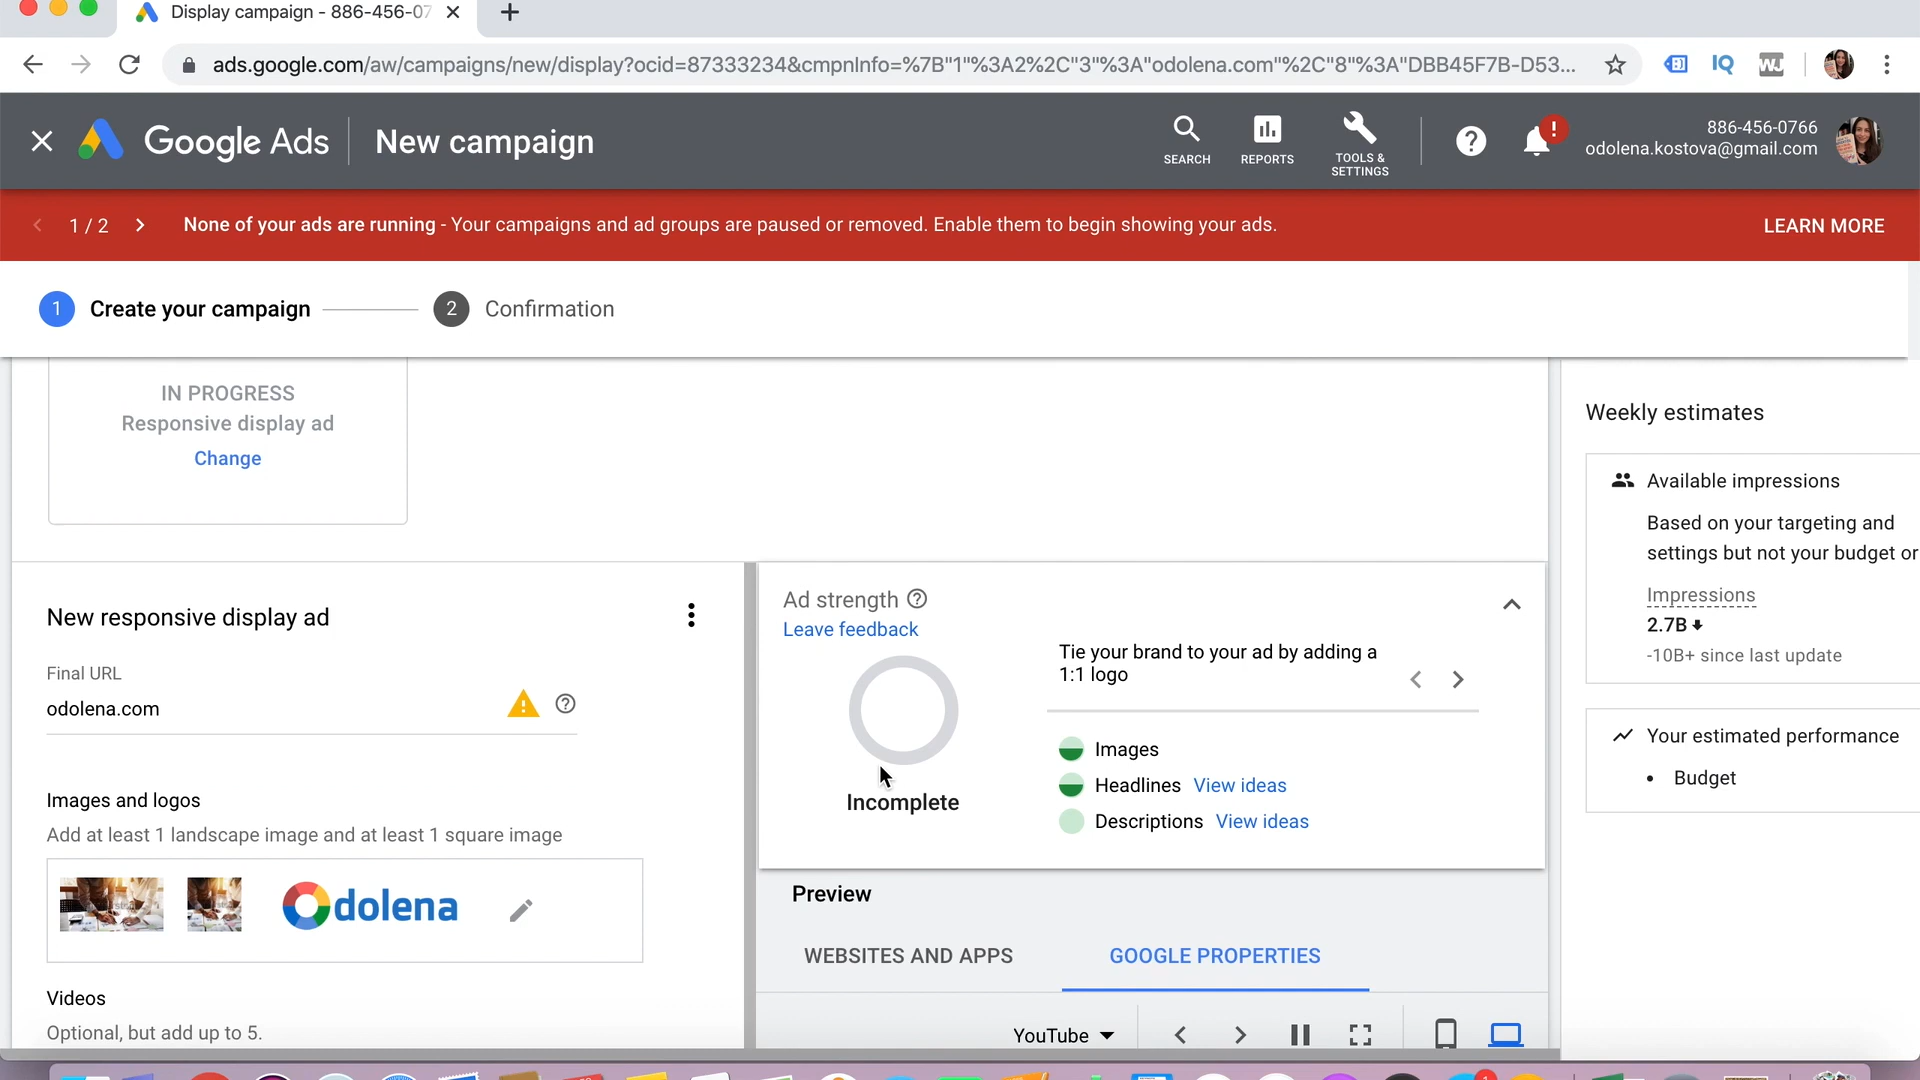 Display campaign - 886-456-07
ads.google.com/aw/campaigns/new/display?ocid=87333234&cmpnInfo=%7B"1"%3A2%2C"3"%3A"odolena.com"%2C"8"%3A"DBB45F7B-D53...
IQ
WJ
Google Ads
New campaign
SEARCH
REPORTS
TOOLS &
SETTINGS
?
!
886-456-0766
odolena.kostova@gmail.com
1 / 2
None of your ads are running - Your campaigns and ad groups are paused or removed. Enable them to begin showing your ads.
LEARN MORE
1
Create your campaign
2
Confirmation
IN PROGRESS
Responsive display ad
Change
New responsive display ad
Final URL
odolena.com
Images and logos
Add at least 1 landscape image and at least 1 square image
Odolena
Videos
Optional, but add up to 5.
Ad strength
Leave feedback
Incomplete
Tie your brand to your ad by adding a
1:1 logo
Images
Headlines View ideas
Descriptions View ideas
Preview
WEBSITES AND APPS
GOOGLE PROPERTIES
YouTube
Weekly estimates
Available impressions
Based on your targeting and
settings but not your budget or
Impressions
2.7B
-10B+ since last update
Your estimated performance
• Budget